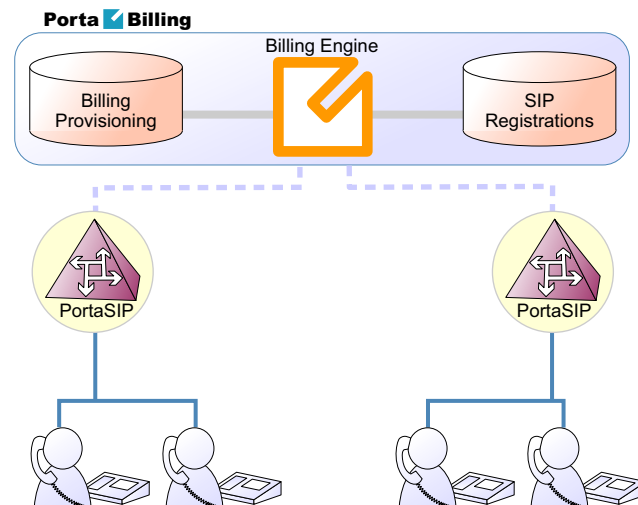 Porta Billing
Billing Engine
Billing
Provisioning
SIP
Registrations
PortaSIP
PortaSIP